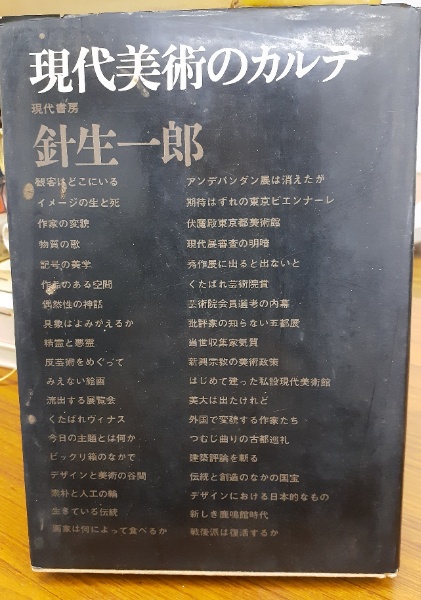 現代美術のカルテ
現代書房
針生一郎
観客はどこにいる
イメージの生と死
作家の変貌
物質の歌
記号の美学
作品のある空間
偶然性の神話
具象はよみがえるか
精霊と悪霊
反芸術をめぐって
みえない絵画
流出する展覧会
くたばれヴィナス
今日の主題とは何か
ビックリ箱のなかで
デザインと美術の谷間
素朴と人工の輪
生きている伝統
画家は何によって食べるか
アンデパンダン展は消えたか
期待はずれの東京ビエンナーレ
伏魔殿東京都美術館
現代展審査の明暗
秀作展に出ると出ないと
くたばれ芸術院賞
芸術院会員選考の内幕
批評家の知らない五都展
当世収集家気質
新興宗教の美術政策
はじめて建った私設現代美術館
美大は出たけれど
外国で変貌する作家たち
つむじ曲りの古都巡礼
建築評論を斬る
伝統と創造のなかの国宝
デザインにおける日本的なもの
新しき鹿鳴館時代
戦後派は復活するか